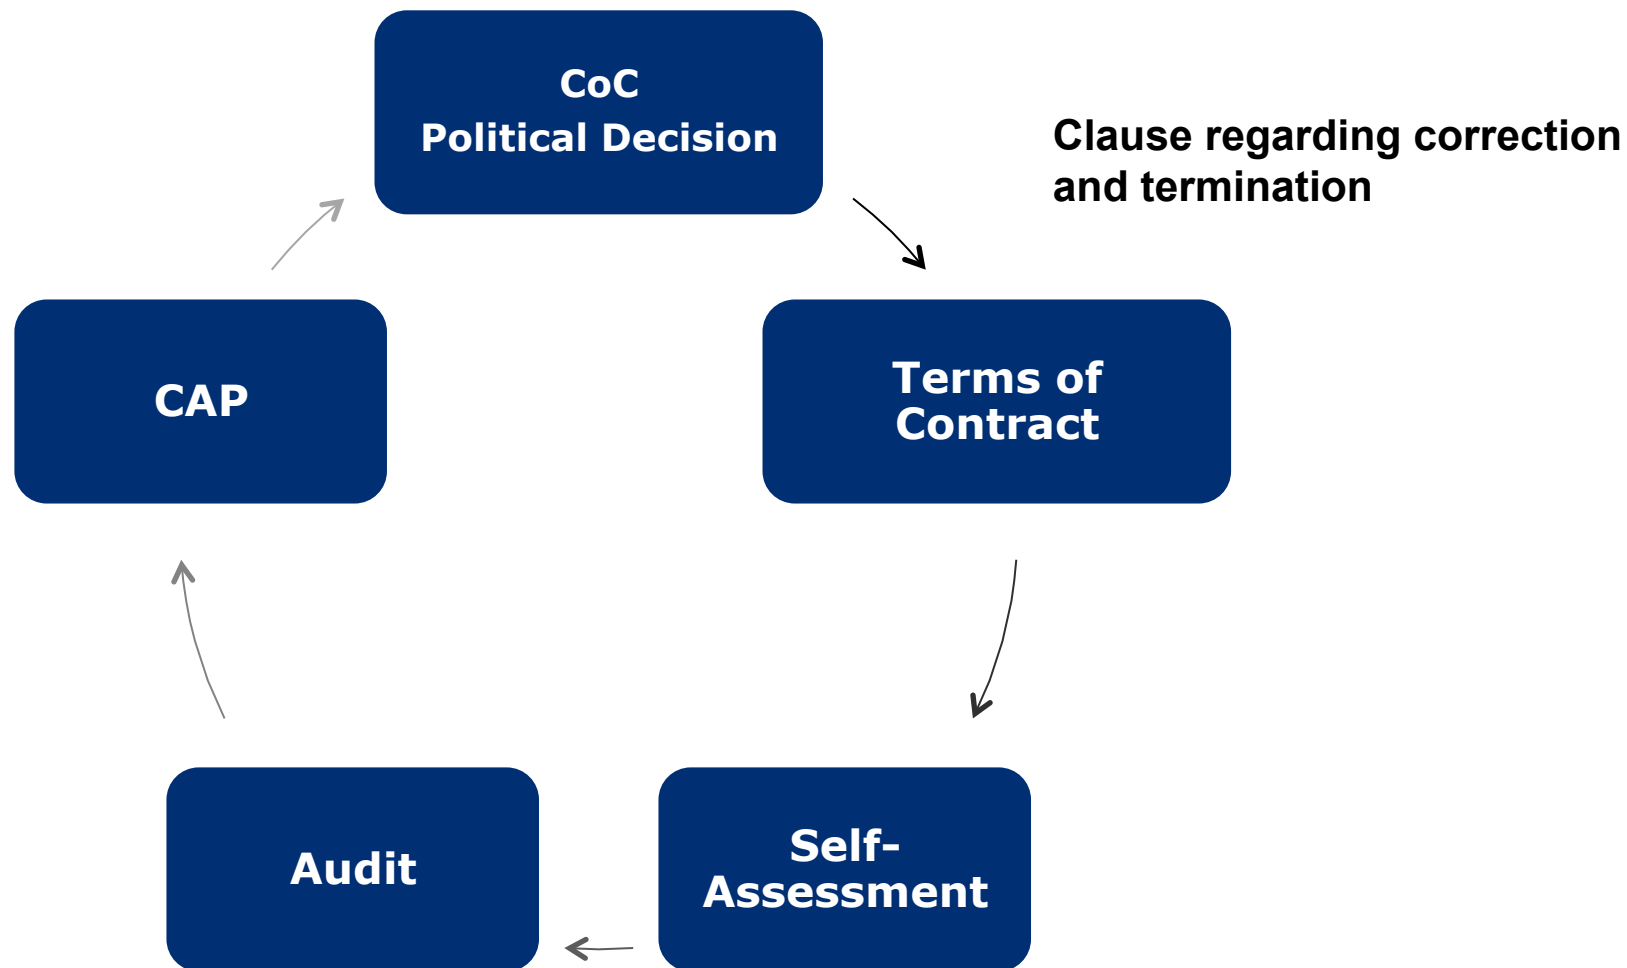 CoC
Political Decision
Clause regarding correction
and termination
CAP
Terms of
Contract
Audit
Self-
Assessment